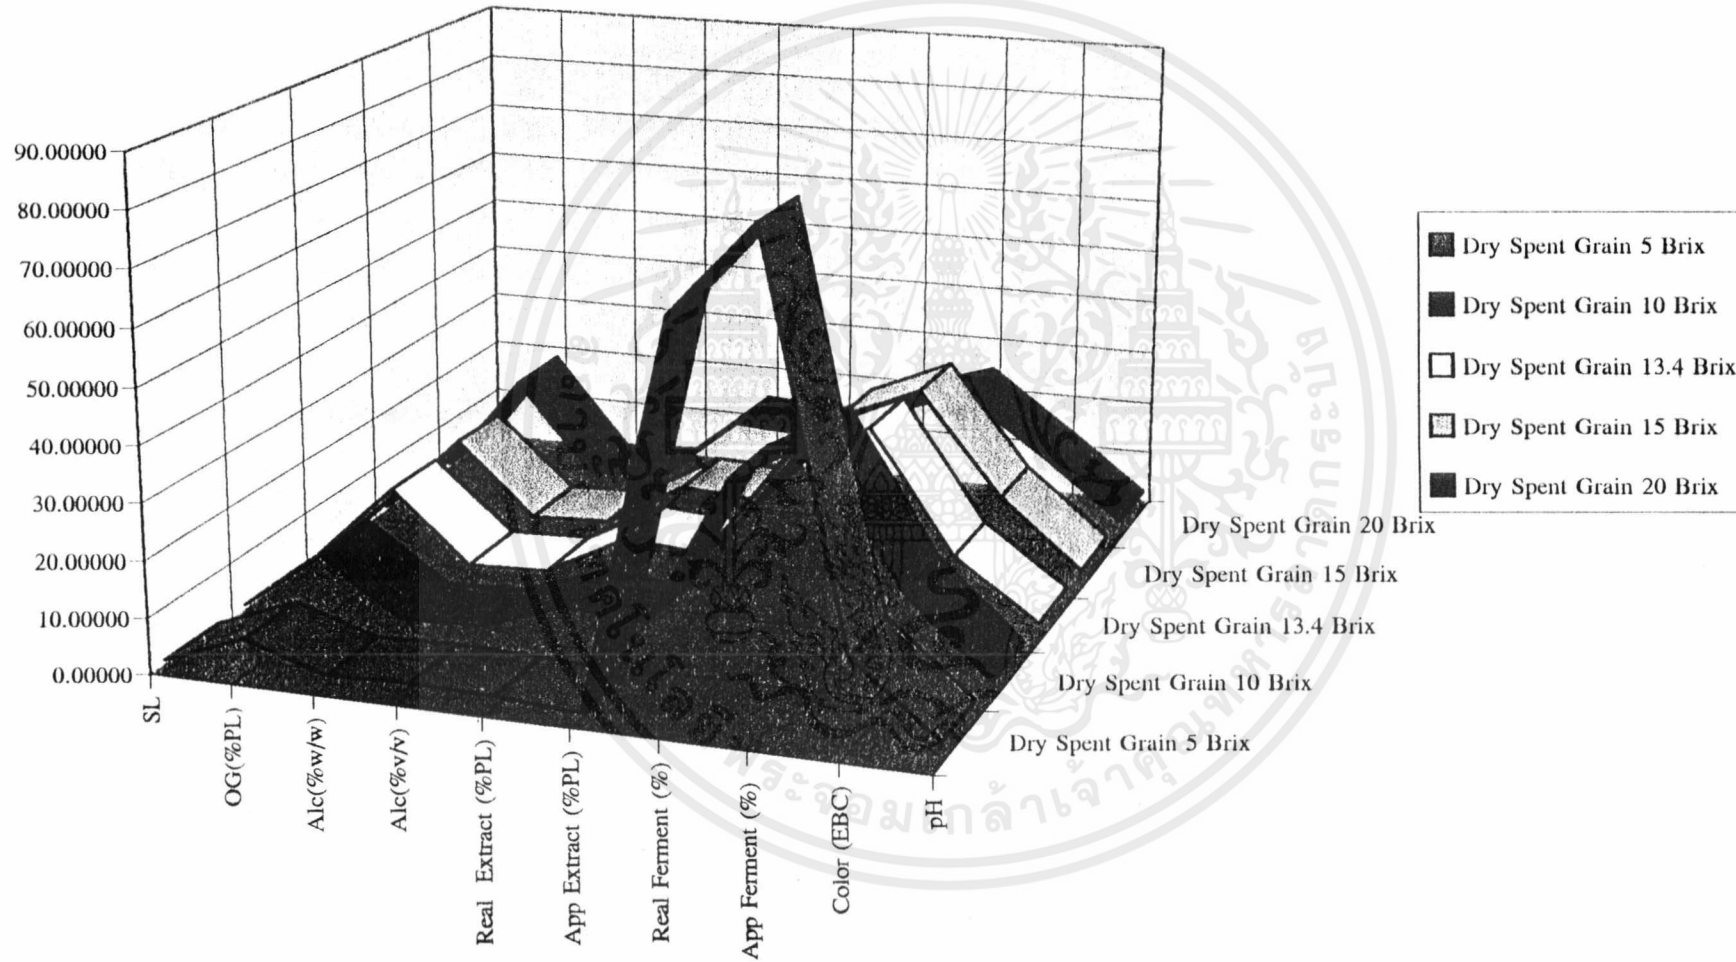 90.00000
80.00000
70.00000
60.00000
50.00000
40.00000
30.00000
20.00000
10.00000
0.00000
SL
OG(%PL)
Alc(%w/w)
Alc(%v/v)
Real Extract (%PL)
App Extract (%PL)
Real Ferment (%)
App Ferment (%)
Color (EBC)
pH
Dry Spent Grain 20 Brix
Dry Spent Grain 15 Brix
Dry Spent Grain 13.4 Brix
Dry Spent Grain 10 Brix
Dry Spent Grain 5 Brix
Dry Spent Grain 5 Brix
Dry Spent Grain 10 Brix
Dry Spent Grain 13.4 Brix
Dry Spent Grain 15 Brix
Dry Spent Grain 20 Brix